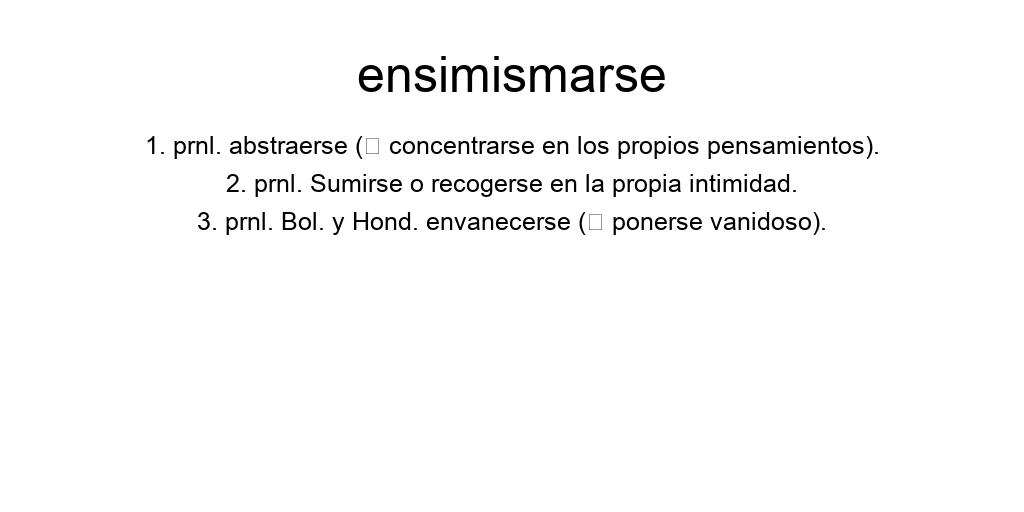 ensimismarse
1. prnl. abstraerse (□ concentrarse en los propios pensamientos).
2. prnl. Sumirse o recogerse en la propia intimidad.
3. prnl. Bol. y Hond. envanecerse (□ ponerse vanidoso).